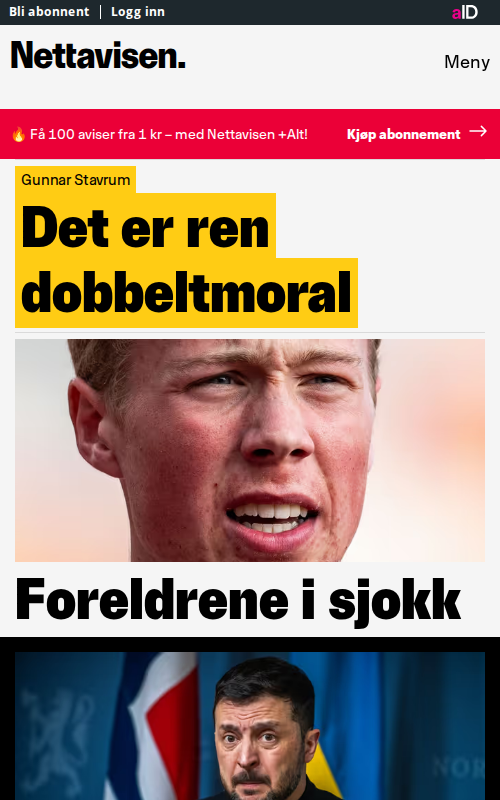 Bli abonnent | Logg inn
aID
Nettavisen.
Meny
🔥 Få 100 aviser fra 1 kr – med Nettavisen +Alt!
Kjøp abonnement →
Gunnar Stavrum
Det er ren
dobbeltmoral
Foreldrene i sjokk
NOR